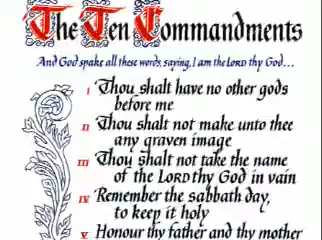 The Ten Commandments
And God spake all these words, saying, I am the LORD thy God...
I Thou shalt have no other gods
before me
II Thou shalt not make unto thee
any graven image
III Thou shalt not take the name
of the LORD thy God in vain
IV Remember the sabbath day,
to keep it holy
V Honour thy father and thy mother